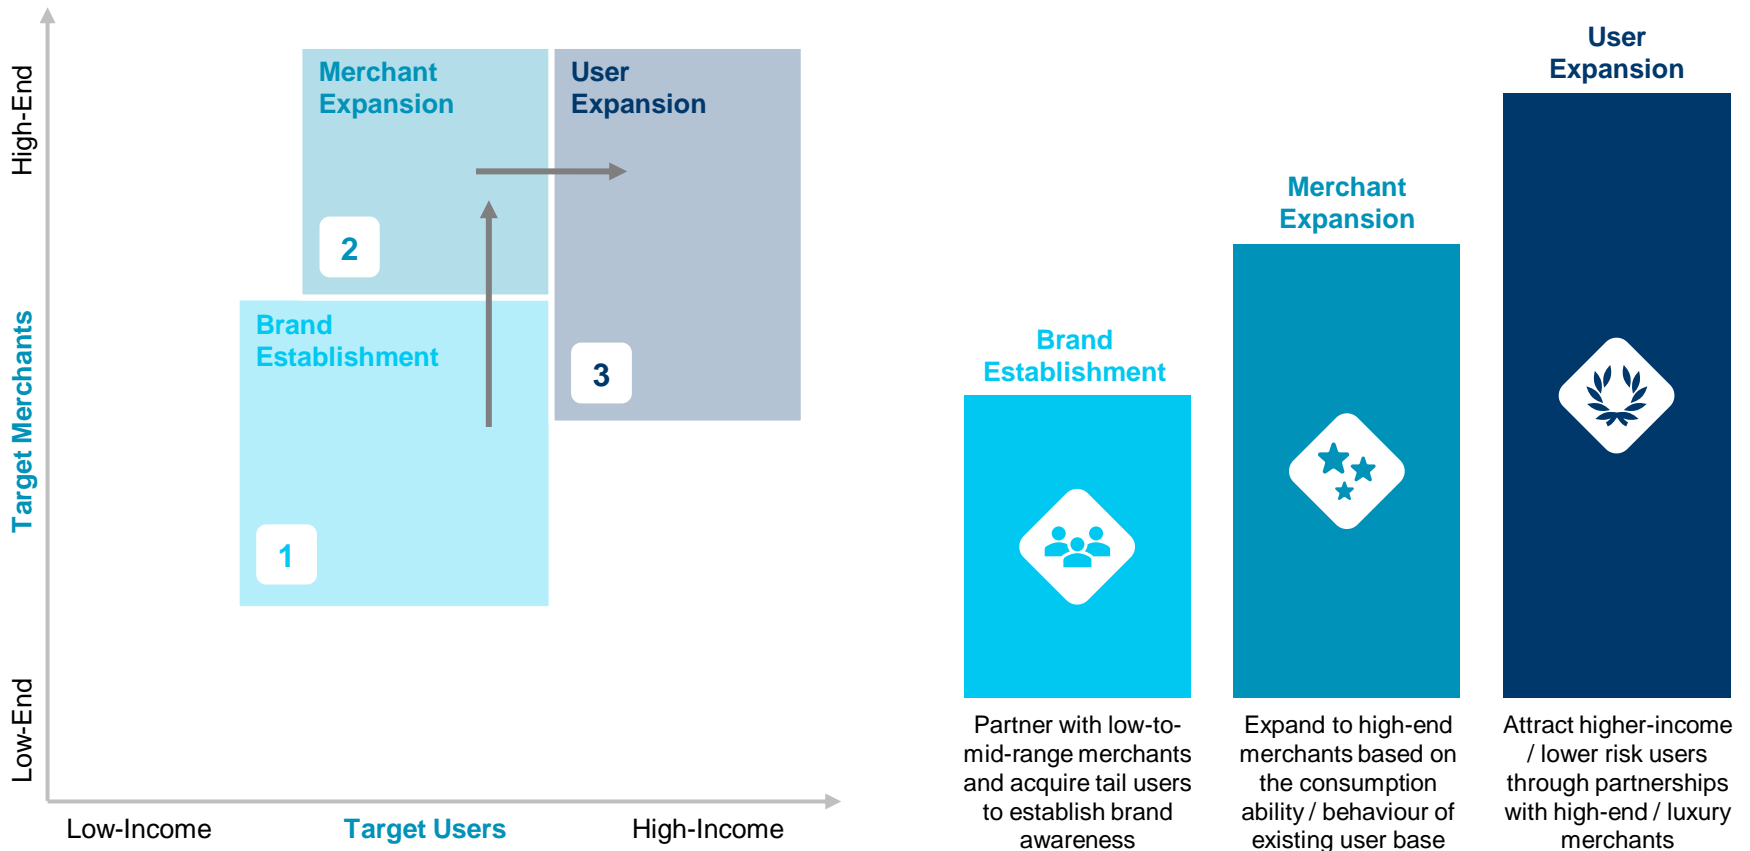 High-End
Target Merchants
Low-End
Merchant
Expansion
2
User
Expansion
3
Brand
Establishment
1
Low-Income
Target Users
High-Income
Brand
Establishment
Partner with low-to-
mid-range merchants
and acquire tail users
to establish brand
awareness
Merchant
Expansion
Expand to high-end
merchants based on
the consumption
ability / behaviour of
existing user base
User
Expansion
Attract higher-income
/ lower risk users
through partnerships
with high-end / luxury
merchants